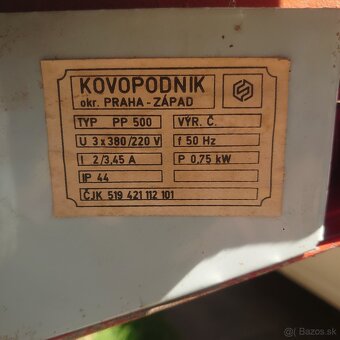 KOVOPODNIK
okr. PRAHA - ZÁPAD
TYP PP 500 VÝR. Č.
U 3 x 380/220 V f 50 Hz
I 2/3,45 A P 0,75 kW
IP 44
ČJK 519 421 112 101
@ Bazos.sk